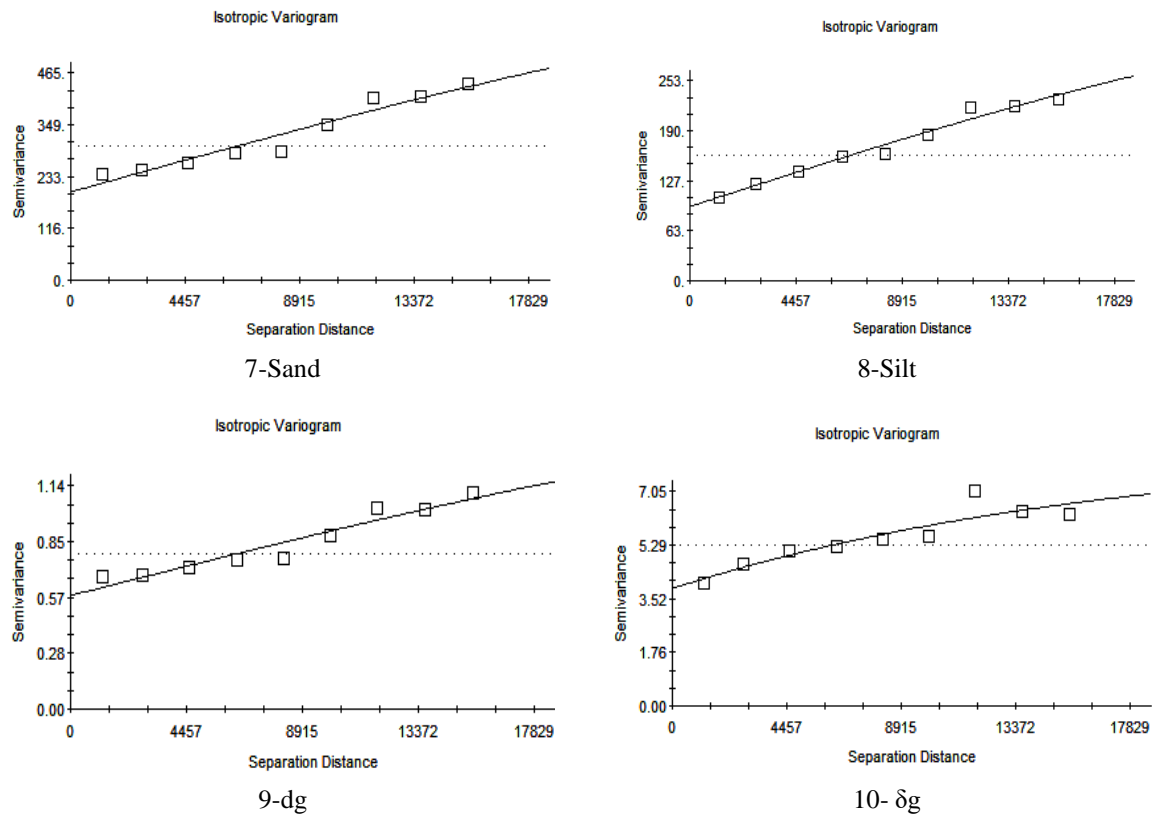 Isotropic Variogram
465.
349.
233.
116.
0.
Semivariance
0 4457 8915 13372 17829
Separation Distance
7-Sand
Isotropic Variogram
253.
190.
127.
63.
0.
Semivariance
0 4457 8915 13372 17829
Separation Distance
8-Silt
Isotropic Variogram
1.14
0.85
0.57
0.28
0.00
Semivariance
0 4457 8915 13372 17829
Separation Distance
9-dg
Isotropic Variogram
7.05
5.29
3.52
1.76
0.00
Semivariance
0 4457 8915 13372 17829
Separation Distance
10- δg